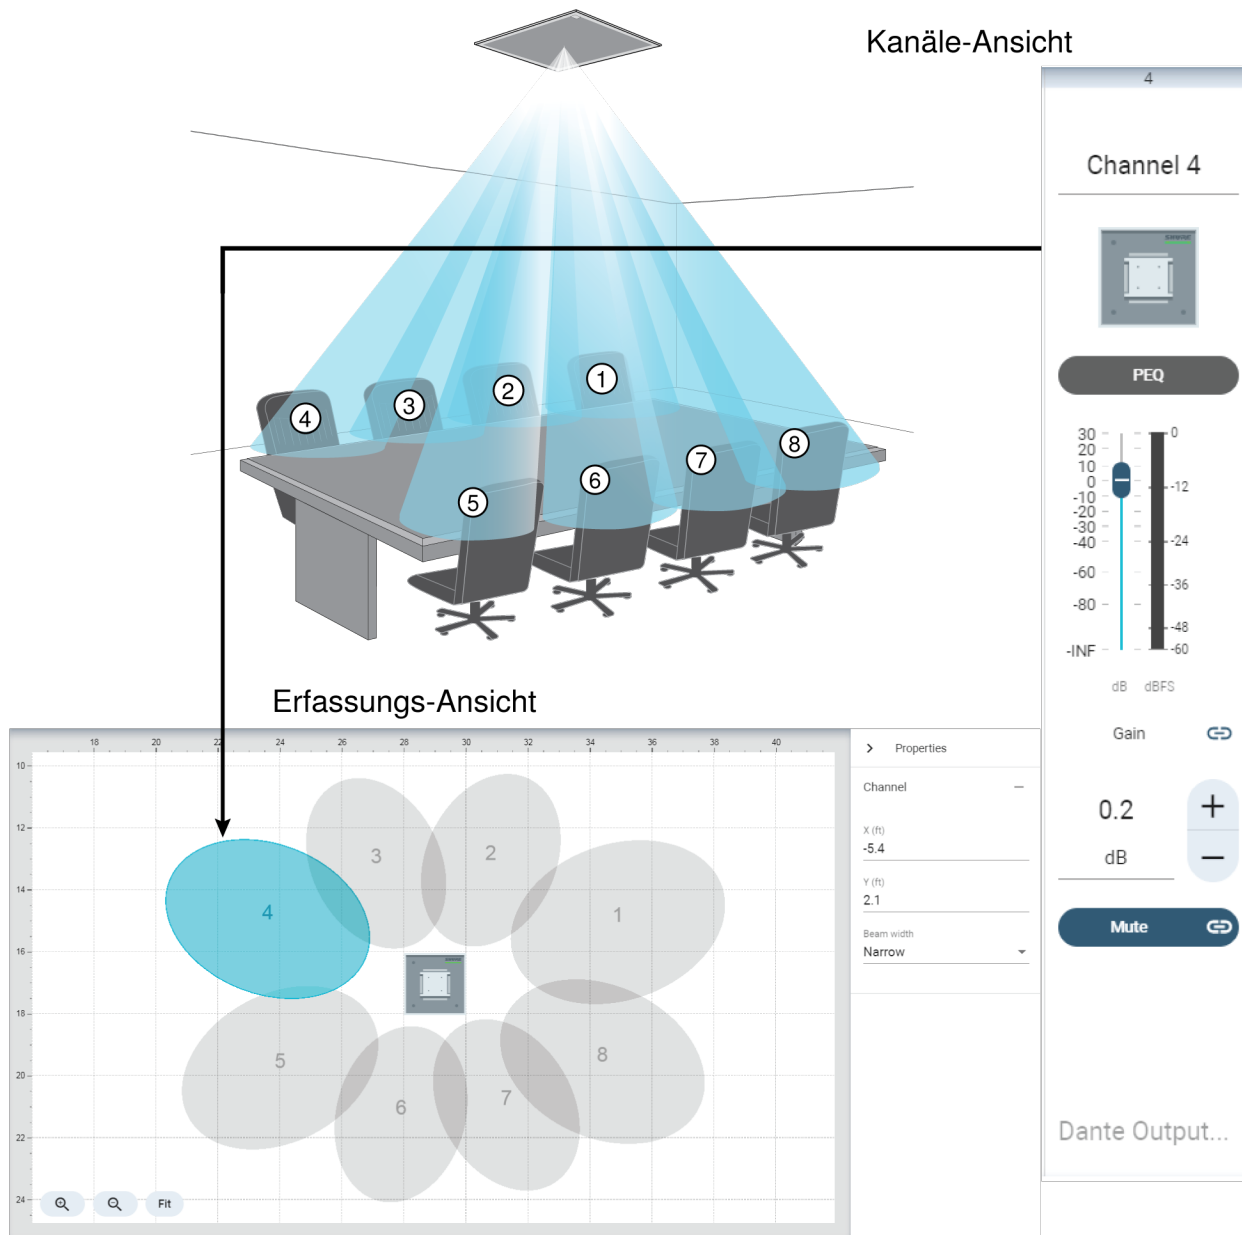 Kanäle-Ansicht
4
Channel 4
SHURE
PEQ
30
20
10
0
-10
-20
-30
-40
-60
-80
-INF
0
-12
-24
-36
-48
-60
dB dBFS
Gain
0.2
dB
Mute
Dante Output...
1
2
3
4
5
6
7
8
Erfassungs-Ansicht
18 20 22 24 26 28 30 32 34 36 38 40
10
12
14
16
18
20
22
24
3
2
4
1
SHURE
5
8
6
7
Fit
Properties
Channel
X (ft)
-5.4
Y (ft)
2.1
Beam width
Narrow